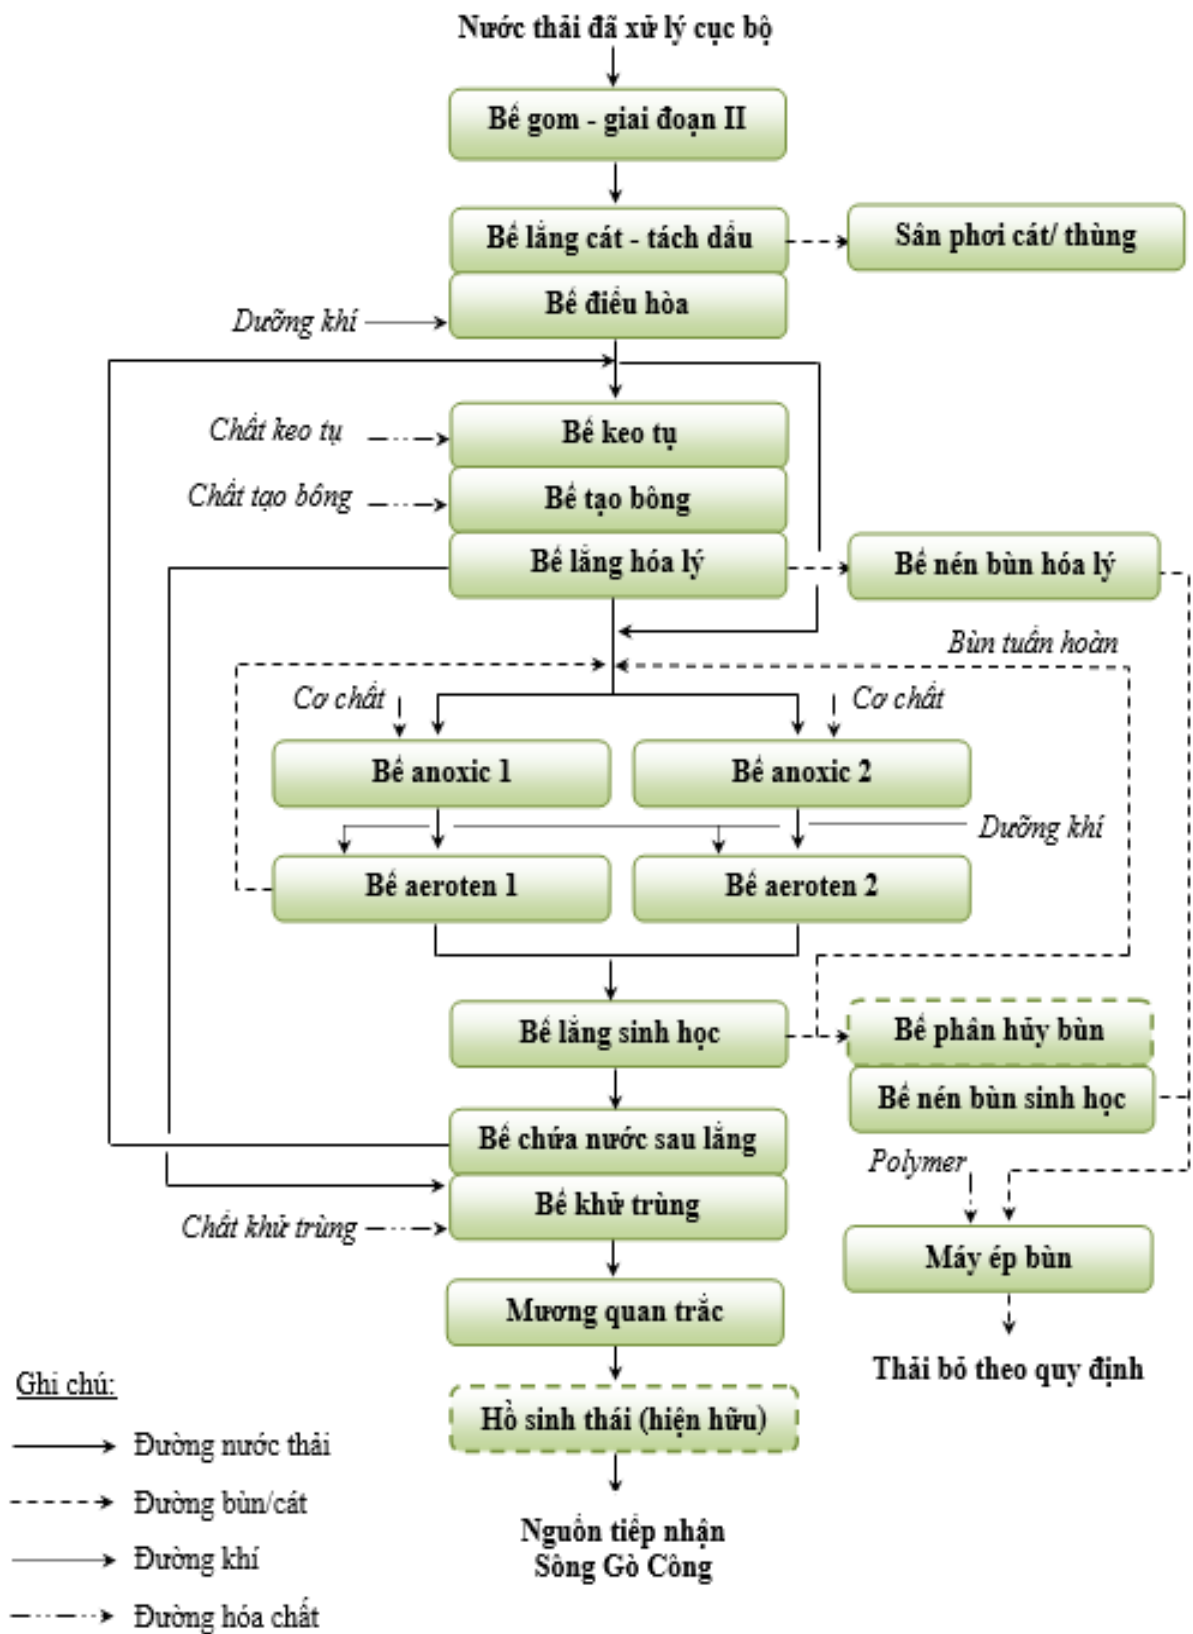 Nước thải đã xử lý cục bộ
Bể gom - giai đoạn II
Bể lắng cát - tách dầu
Sân phơi cát/ thùng
Bể điều hòa
Dưỡng khí
Chất keo tụ
Bể keo tụ
Chất tạo bông
Bể tạo bông
Bể lắng hóa lý
Bể nén bùn hóa lý
Bùn tuần hoàn
Cơ chất
Cơ chất
Bể anoxic 1
Bể anoxic 2
Dưỡng khí
Bể aeroten 1
Bể aeroten 2
Bể lắng sinh học
Bể phân hủy bùn
Bể nén bùn sinh học
Bể chứa nước sau lắng
Polymer
Bể khử trùng
Chất khử trùng
Máy ép bùn
Mương quan trắc
Thải bỏ theo quy định
Hồ sinh thái (hiện hữu)
Nguồn tiếp nhận
Sông Gò Công
Ghi chú:
Đường nước thải
Đường bùn/cát
Đường khí
Đường hóa chất